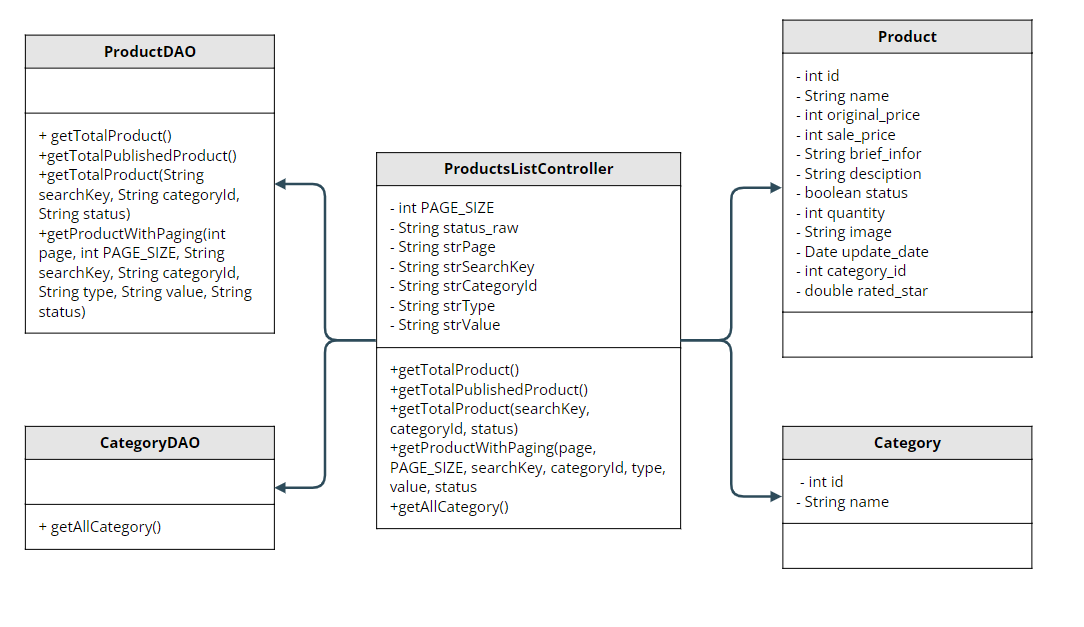 ProductDAO
+ getTotalProduct()
+getTotalPublishedProduct()
+getTotalProduct(String
searchKey, String categoryId,
String status)
+getProductWithPaging(int
page, int PAGE_SIZE, String
searchKey, String categoryId,
String type, String value, String
status)
CategoryDAO
+ getAllCategory()
ProductsListController
- int PAGE_SIZE
- String status_raw
- String strPage
- String strSearchKey
- String strCategoryId
- String strType
- String strValue
+getTotalProduct()
+getTotalPublishedProduct()
+getTotalProduct(searchKey,
categoryId, status)
+getProductWithPaging(page,
PAGE_SIZE, searchKey, categoryId, type,
value, status
+getAllCategory()
Product
- int id
- String name
- int original_price
- int sale_price
- String brief_infor
- String desciption
- boolean status
- int quantity
- String image
- Date update_date
- int category_id
- double rated_star
Category
- int id
- String name